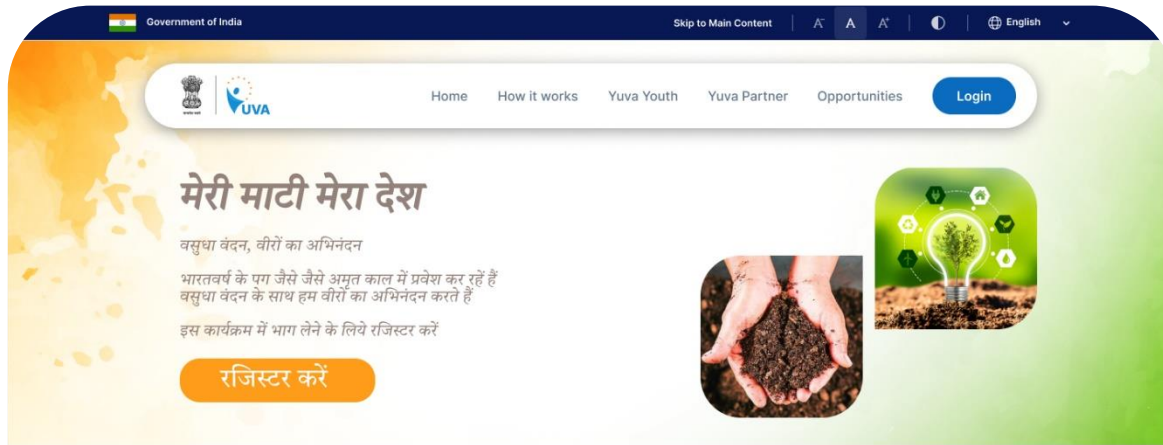 Government of India
Skip to Main Content
A-
A
A+
English
YUVA
Home
How it works
Yuva Youth
Yuva Partner
Opportunities
Login
मेरी माटी मेरा देश
वसुधा वंदन, वीरों का अभिनंदन
भारतवर्ष के पग जैसे जैसे अमृत काल में प्रवेश कर रहें हैं
वसुधा वंदन के साथ हम वीरों का अभिनंदन करते हैं
इस कार्यक्रम में भाग लेने के लिये रजिस्टर करें
रजिस्टर करें